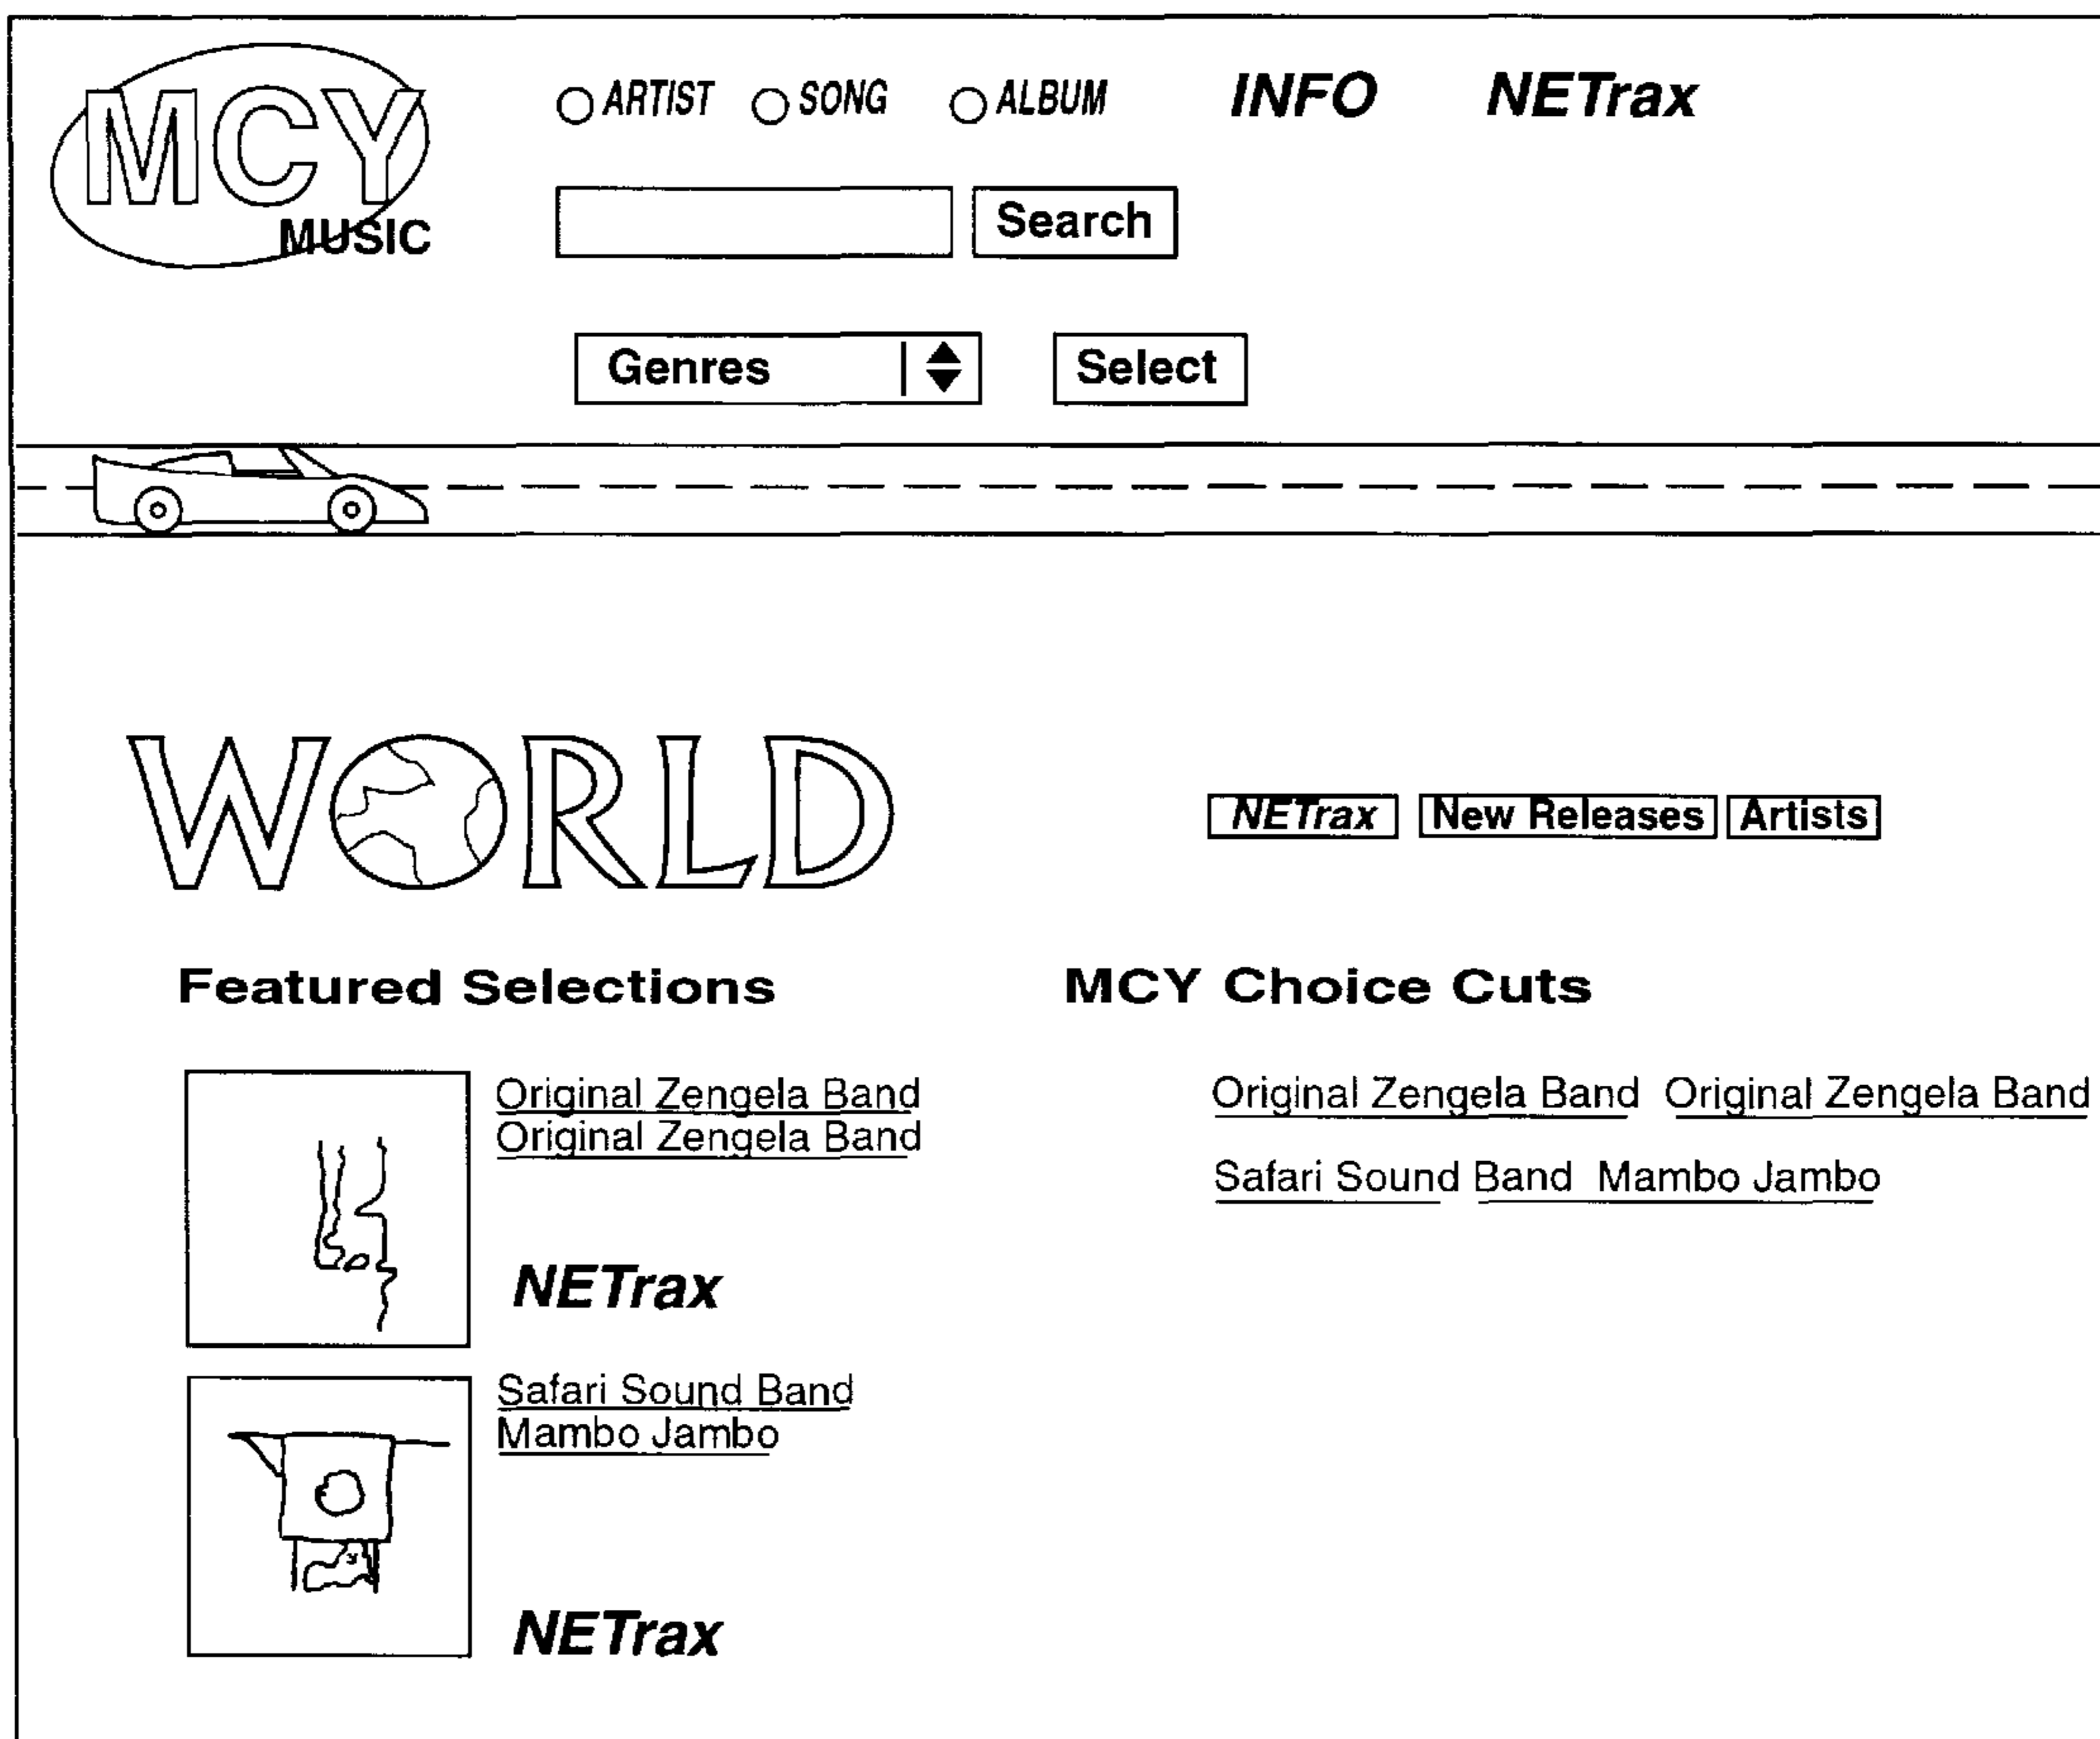 MCY
MUSIC
ARTIST SONG ALBUM INFO NETrax
Search
Genres Select
WORLD
NETrax New Releases Artists
Featured Selections
Original Zengela Band
Original Zengela Band
NETrax
Safari Sound Band
Mambo Jambo
NETrax
MCY Choice Cuts
Original Zengela Band Original Zengela Band
Safari Sound Band Mambo Jambo